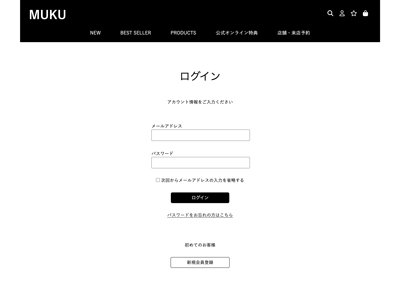 MUKU
NEW
BEST SELLER
PRODUCTS
公式オンライン特典
店舗・来店予約
ログイン
アカウント情報をご入力ください
メールアドレス
パスワード
次回からメールアドレスの入力を省略する
ログイン
パスワードをお忘れの方はこちら
初めてのお客様
新規会員登録